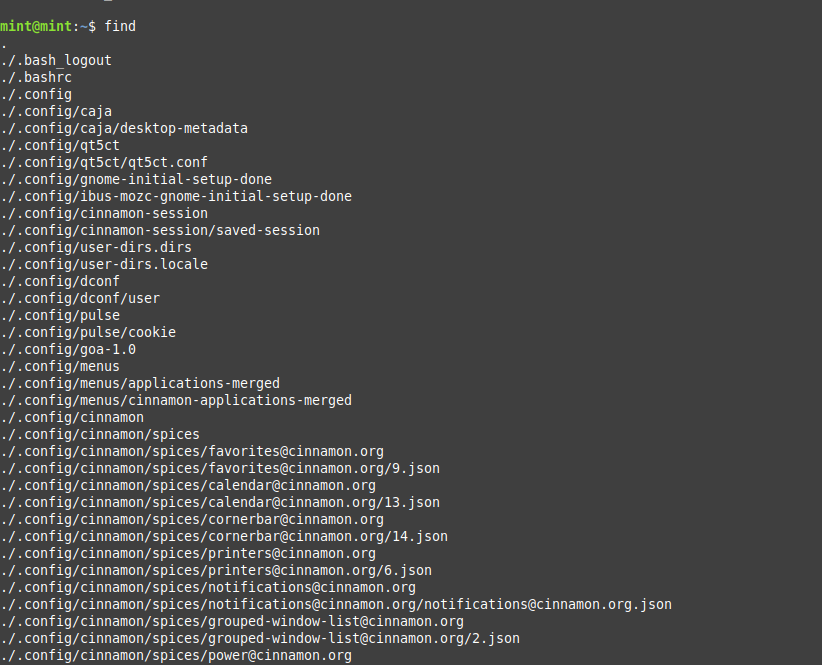 mint@mint:~$ find
.
./.bash_logout
./.bashrc
./.config
./.config/caja
./.config/caja/desktop-metadata
./.config/qt5ct
./.config/qt5ct/qt5ct.conf
./.config/gnome-initial-setup-done
./.config/ibus-mozc-gnome-initial-setup-done
./.config/cinnamon-session
./.config/cinnamon-session/saved-session
./.config/user-dirs.dirs
./.config/user-dirs.locale
./.config/dconf
./.config/dconf/user
./.config/pulse
./.config/pulse/cookie
./.config/goa-1.0
./.config/menus
./.config/menus/applications-merged
./.config/menus/cinnamon-applications-merged
./.config/cinnamon
./.config/cinnamon/spices
./.config/cinnamon/spices/favorites@cinnamon.org
./.config/cinnamon/spices/favorites@cinnamon.org/9.json
./.config/cinnamon/spices/calendar@cinnamon.org
./.config/cinnamon/spices/calendar@cinnamon.org/13.json
./.config/cinnamon/spices/cornerbar@cinnamon.org
./.config/cinnamon/spices/cornerbar@cinnamon.org/14.json
./.config/cinnamon/spices/printers@cinnamon.org
./.config/cinnamon/spices/printers@cinnamon.org/6.json
./.config/cinnamon/spices/notifications@cinnamon.org
./.config/cinnamon/spices/notifications@cinnamon.org/notifications@cinnamon.org.json
./.config/cinnamon/spices/grouped-window-list@cinnamon.org
./.config/cinnamon/spices/grouped-window-list@cinnamon.org/2.json
./.config/cinnamon/spices/power@cinnamon.org